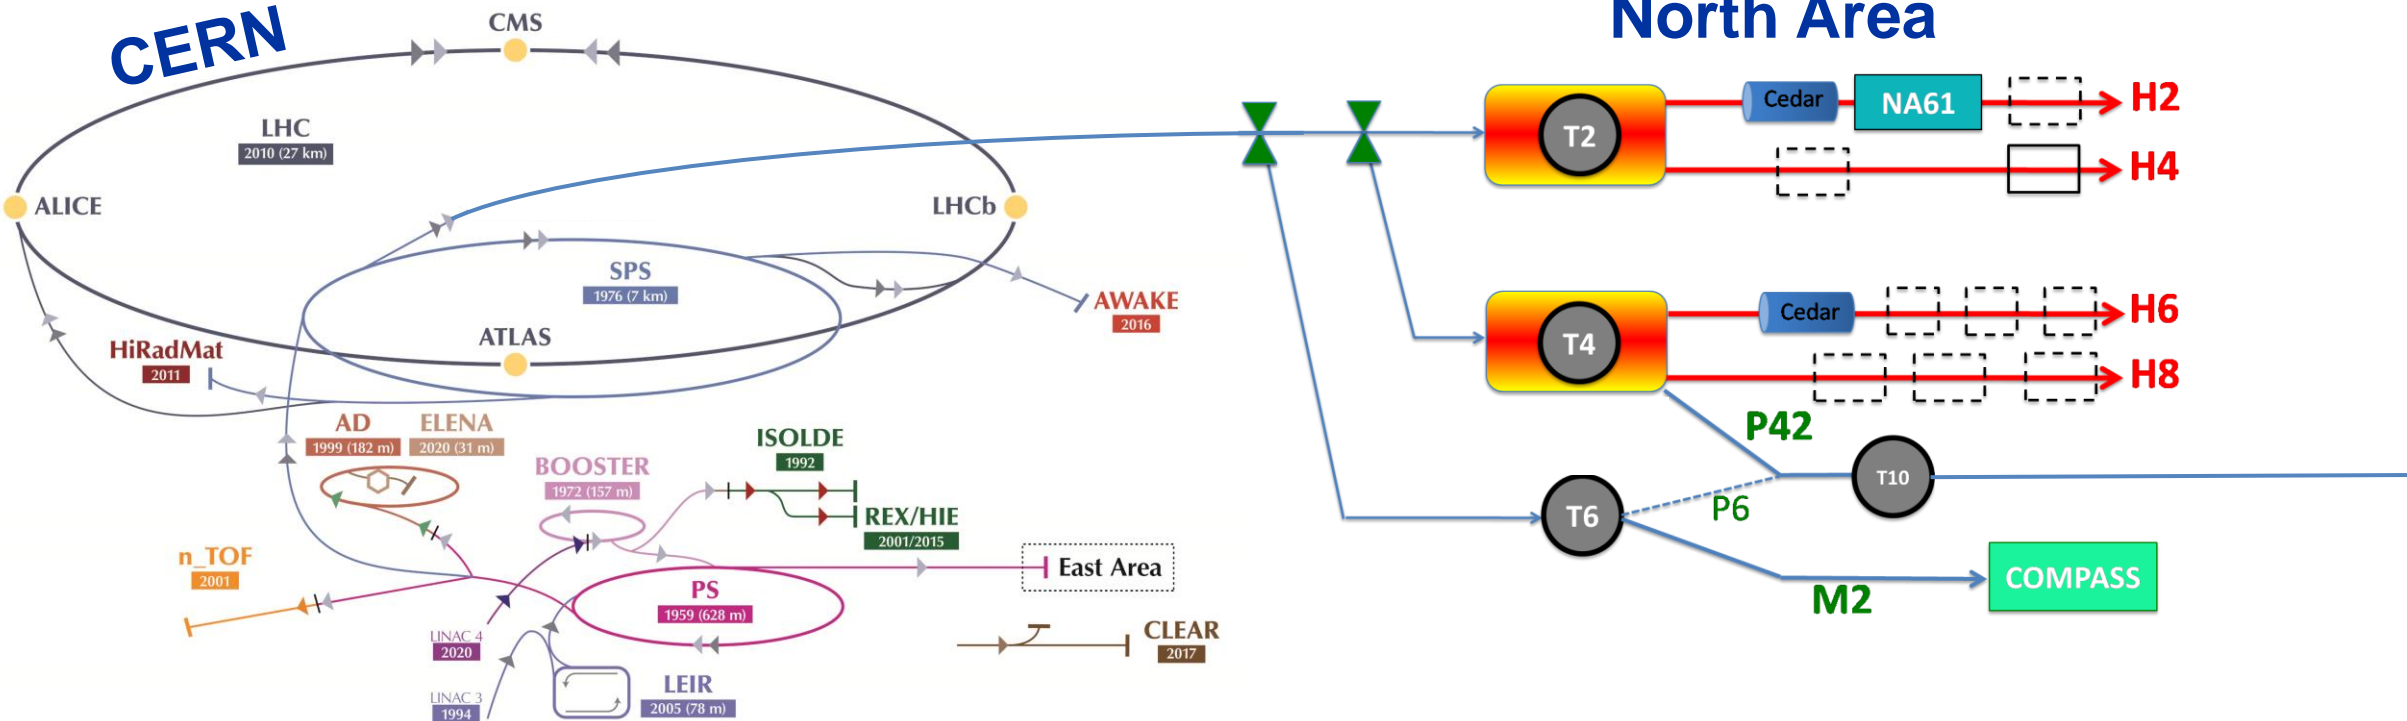 CERN
North Area
CMS
LHC
2010 (27 km)
ALICE
LHCb
SPS
1976 (7 km)
ATLAS
AWAKE
2016
HiRadMat
2011
AD
1999 (182 m)
ELENA
2020 (31 m)
ISOLDE
1992
BOOSTER
1972 (157 m)
REX/HIE
2001/2015
n_TOF
2001
East Area
PS
1959 (628 m)
LINAC 4
2020
CLEAR
2017
LINAC 3
1994
LEIR
2005 (78 m)
T2
Cedar
NA61
H2
H4
T4
Cedar
H6
H8
P42
T10
P6
T6
M2
COMPASS